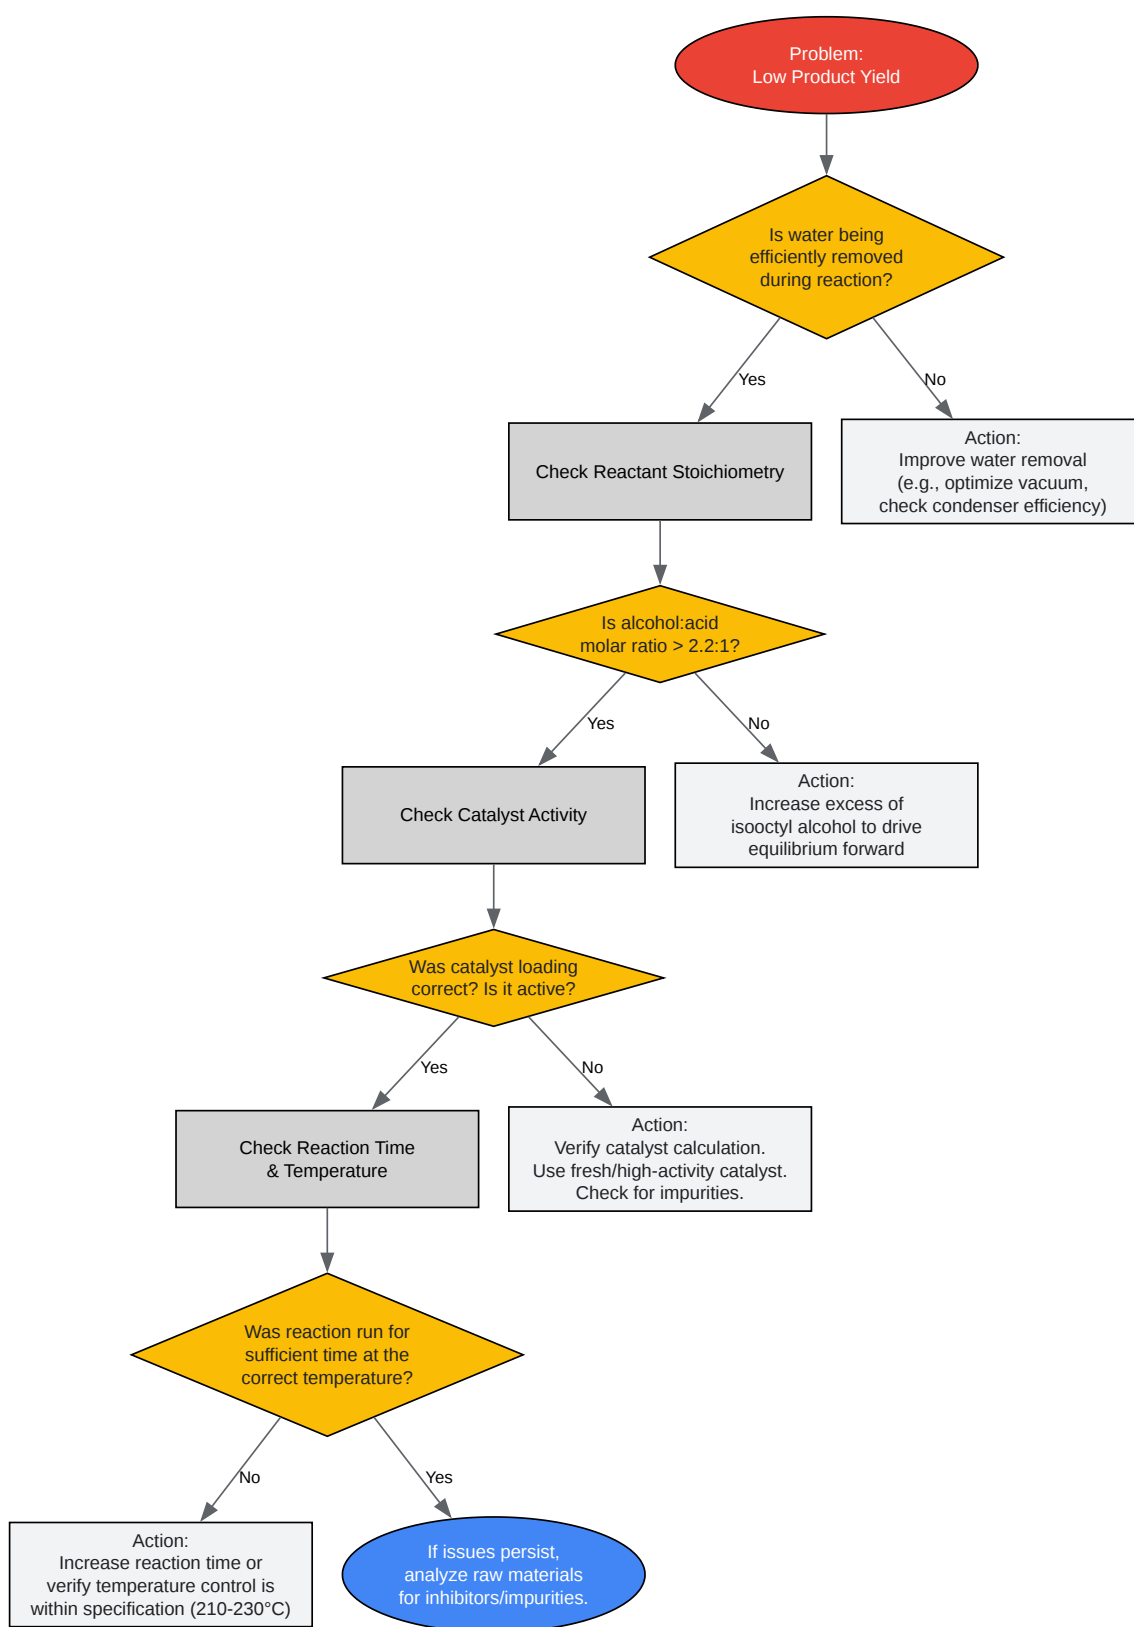 Problem:
Low Product Yield
Is water being
efficiently removed
during reaction?
Yes
No
Check Reactant Stoichiometry
Action:
Improve water removal
(e.g., optimize vacuum,
check condenser efficiency)
Is alcohol:acid
molar ratio > 2.2:1?
Yes
No
Check Catalyst Activity
Action:
Increase excess of
isooctyl alcohol to drive
equilibrium forward
Was catalyst loading
correct? Is it active?
Yes
No
Check Reaction Time
& Temperature
Action:
Verify catalyst calculation.
Use fresh/high-activity catalyst.
Check for impurities.
Was reaction run for
sufficient time at the
correct temperature?
No
Yes
Action:
Increase reaction time or
verify temperature control is
within specification (210-230°C)
If issues persist,
analyze raw materials
for inhibitors/impurities.